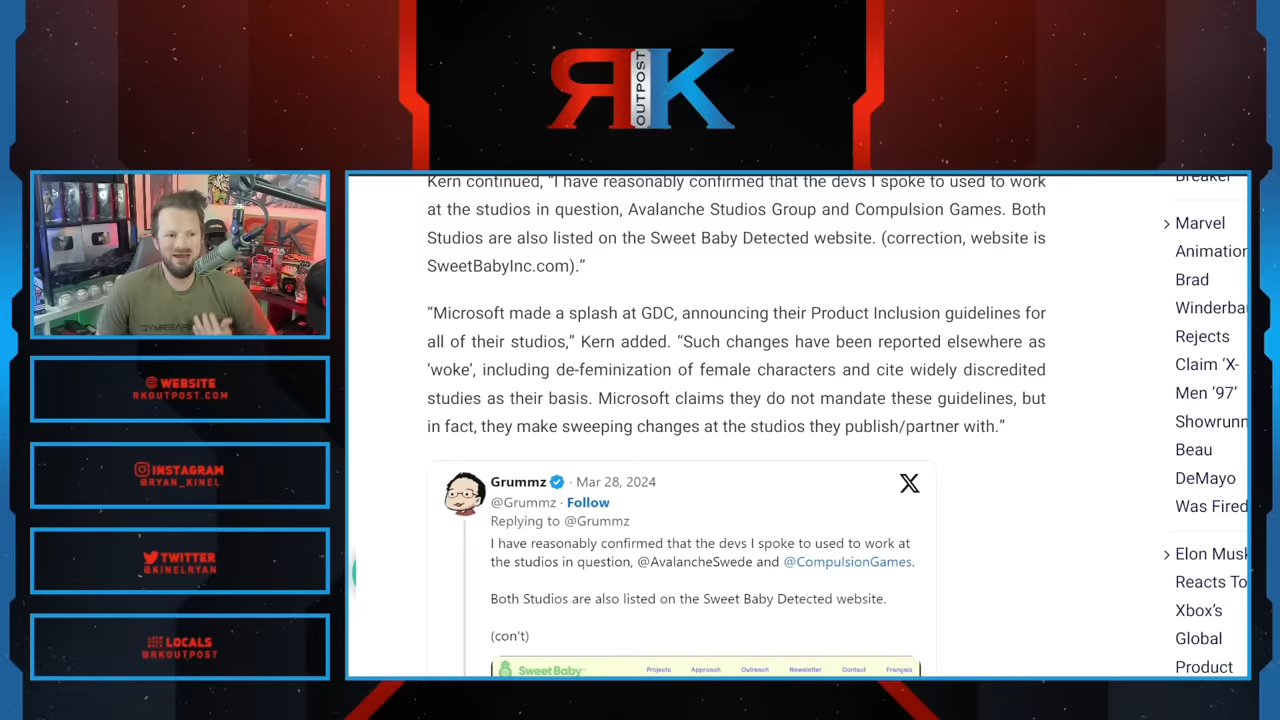 RK
OUTPOST
WEBSITE
RKOUTPOST.COM
INSTAGRAM
@RYAN_KINEL
TWITTER
@KINELRYAN
LOCALS
@RKOUTPOST
Kern continued, “I have reasonably confirmed that the devs I spoke to used to work
at the studios in question, Avalanche Studios Group and Compulsion Games. Both
Studios are also listed on the Sweet Baby Detected website. (correction, website is
SweetBabyInc.com).”
“Microsoft made a splash at GDC, announcing their Product Inclusion guidelines for
all of their studios,” Kern added. “Such changes have been reported elsewhere as
‘woke’, including de-feminization of female characters and cite widely discredited
studies as their basis. Microsoft claims they do not mandate these guidelines, but
in fact, they make sweeping changes at the studios they publish/partner with.”
Grummz · Mar 28, 2024
@Grummz · Follow
Replying to @Grummz
I have reasonably confirmed that the devs I spoke to used to work at
the studios in question, @AvalancheSwede and @CompulsionGames.
Both Studios are also listed on the Sweet Baby Detected website.
(con't)
Sweet Baby Projects Approach Outreach Newsletter Contact Français
Breaker
Marvel
Animation
Brad
Winderba
Rejects
Claim ‘X-
Men ’97’
Showrunn
Beau
DeMayo
Was Fired
Elon Musk
Reacts To
Xbox’s
Global
Product